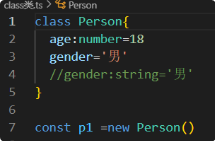 class类.ts > Person
1 class Person{
2 age:number=18
3 gender='男'
4 //gender:string='男'
5 }
6
7 const p1 =new Person()